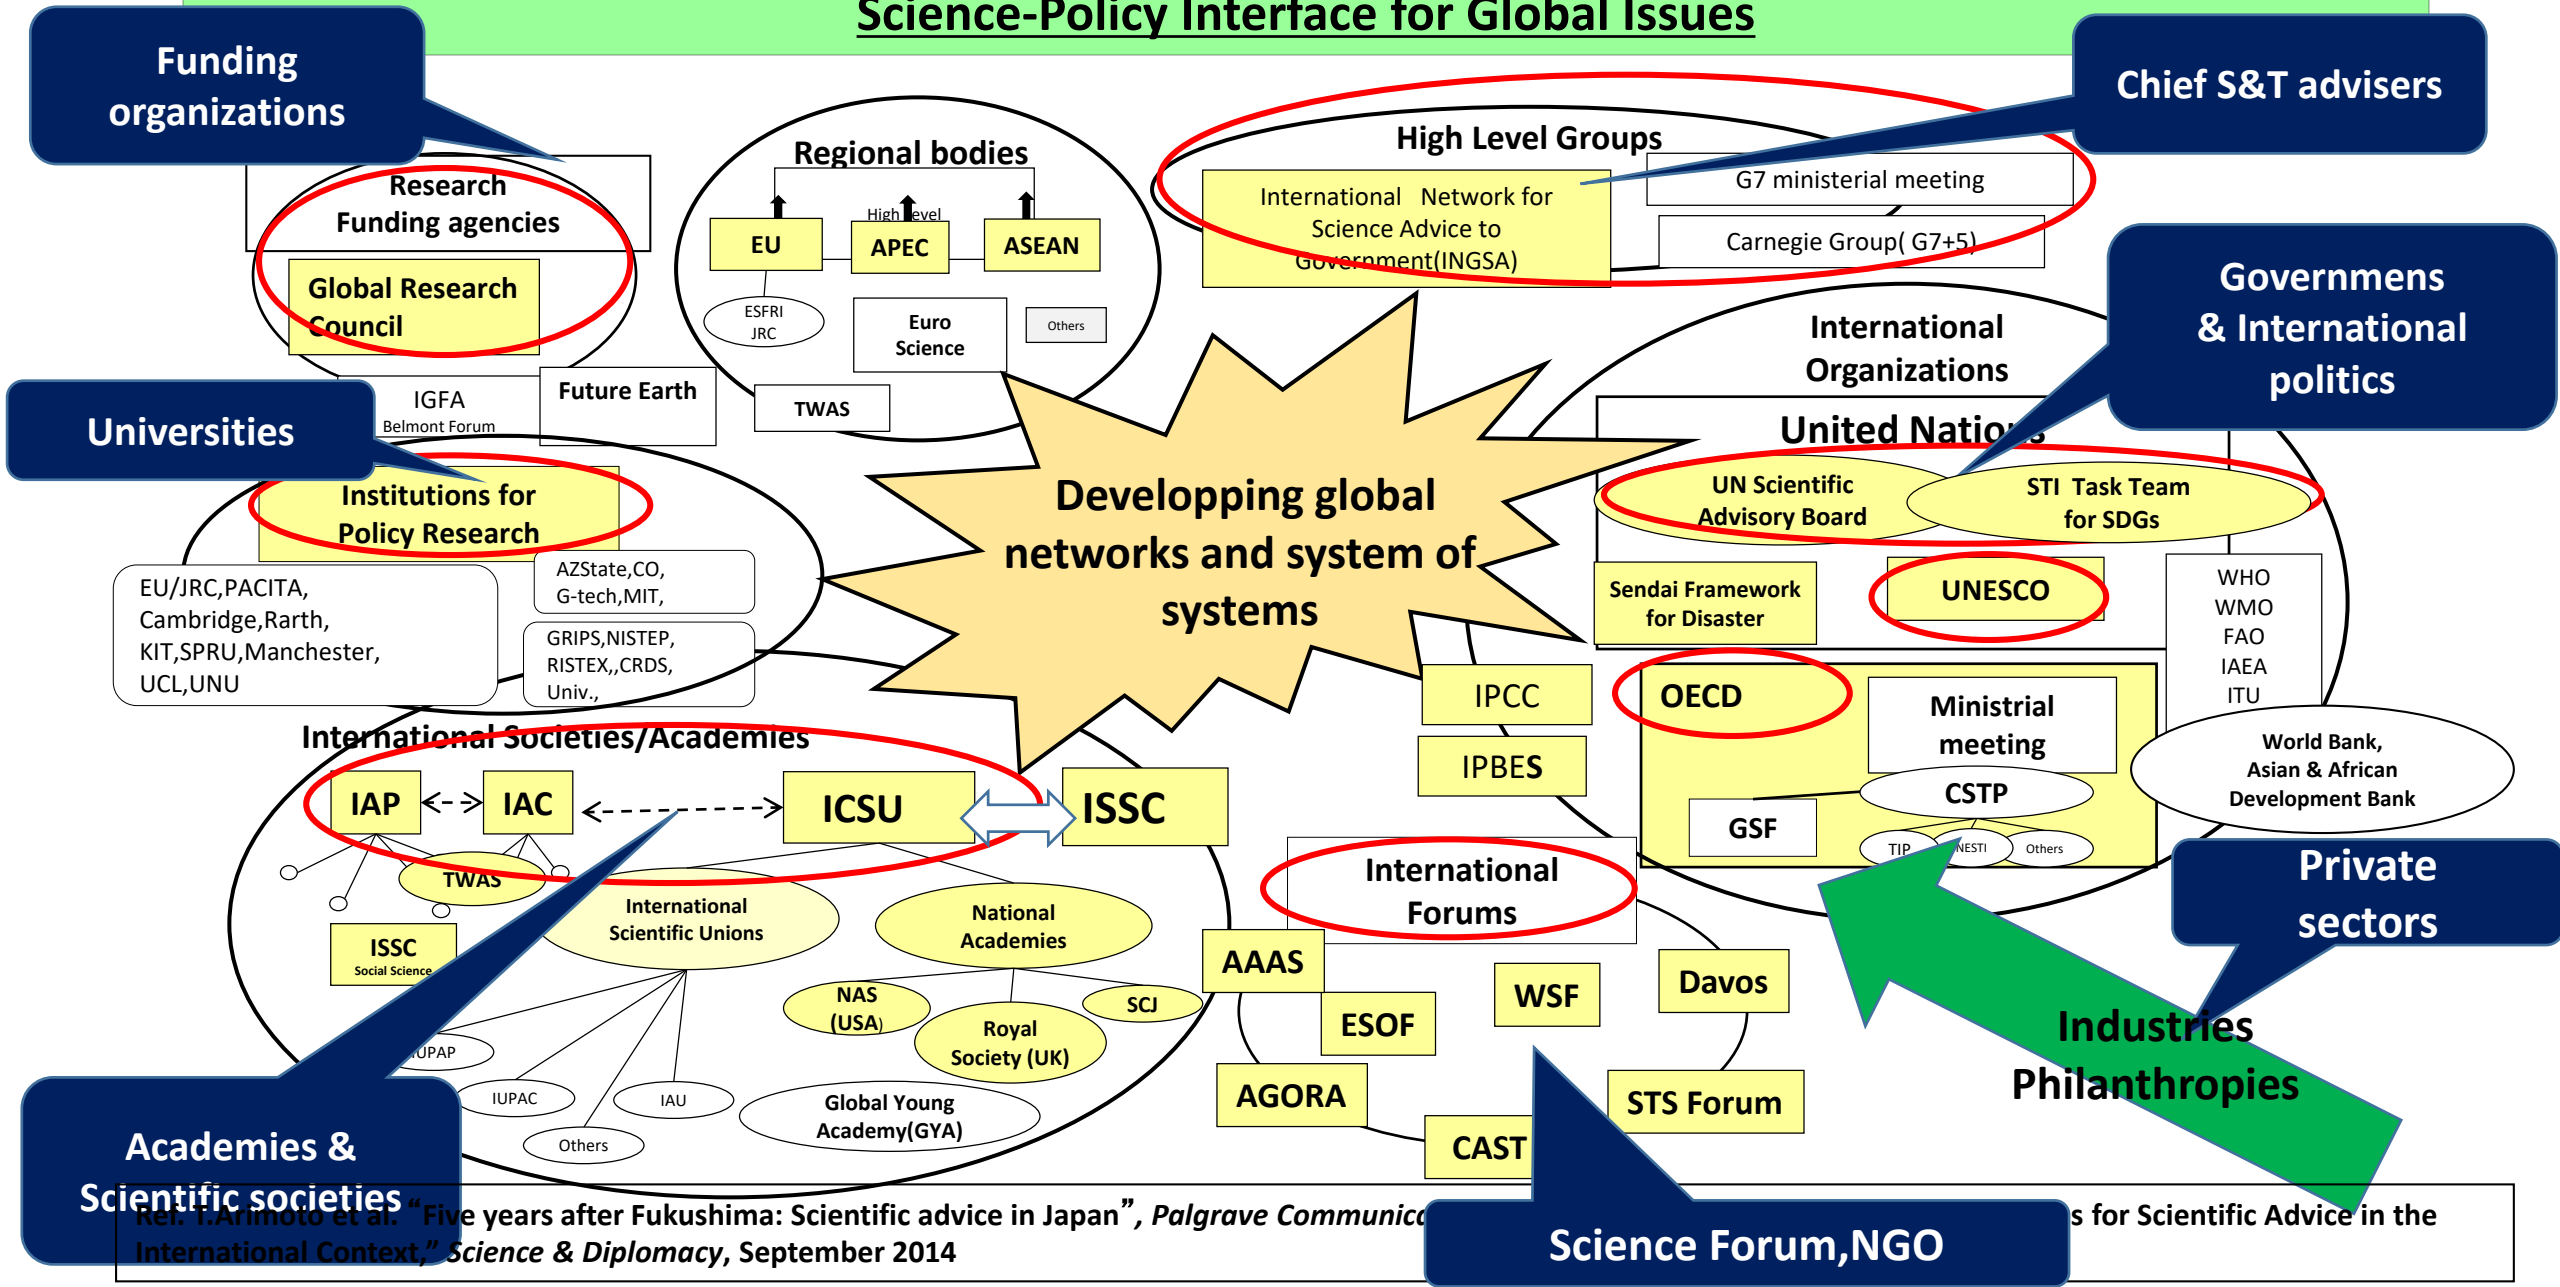 Science-Policy Interface for Global Issues
Funding
organizations
Chief S&T advisers
Regional bodies
High Level Groups
Research
Funding agencies
Global Research
Council
High Level
EU
APEC
ASEAN
ESFRI
JRC
Euro
Science
Others
TWAS
International Network for
Science Advice to
Government(INGSA)
G7 ministerial meeting
Carnegie Group( G7+5)
Governmens
& International
politics
IGFA
Belmont Forum
Future Earth
Universities
Institutions for
Policy Research
EU/JRC,PACITA,
Cambridge,Rarth,
KIT,SPRU,Manchester,
UCL,UNU
AZState,CO,
G-tech,MIT,
GRIPS,NISTEP,
RISTEX,,CRDS,
Univ.,
Developping global
networks and system of
systems
International
Organizations
United Nations
UN Scientific
Advisory Board
STI Task Team
for SDGs
Sendai Framework
for Disaster
UNESCO
WHO
WMO
FAO
IAEA
ITU
IPCC
IPBES
OECD
Ministrial
meeting
CSTP
GSF
TIP
NESTI
Others
World Bank,
Asian & African
Development Bank
International Societies/Academies
IAP
IAC
ICSU
ISSC
TWAS
ISSC
Social Science
International
Scientific Unions
National
Academies
NAS
(USA)
Royal
Society (UK)
SCJ
IUPAP
IUPAC
IAU
Others
Global Young
Academy(GYA)
International
Forums
AAAS
ESOF
WSF
Davos
AGORA
CAST
STS Forum
Private
sectors
Industries
Philanthropies
Academies &
Scientific societies
Science Forum,NGO
Ref. T.Arimoto et al. “Five years after Fukushima: Scientific advice in Japan”, Palgrave s for Scientific Advice in the
International Context,” Science & Diplomacy, September 2014